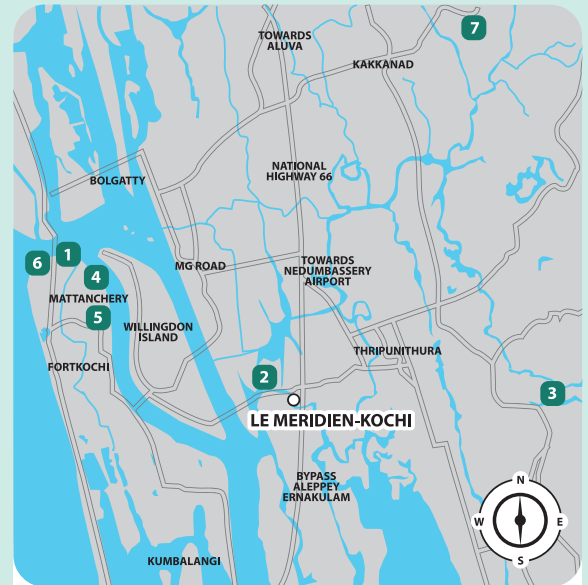 TOWARDS
ALUVA
7
KAKKANAD
NATIONAL
HIGHWAY 66
BOLGATTY
6
1
4
MG ROAD
TOWARDS
NEDUMBASSERY
AIRPORT
MATTANCHERY
5
WILLINGDON
ISLAND
FORTKOCHI
THRIPUNITHURA
2
3
LE MERIDIEN-KOCHI
BYPASS
ALEPPEY
ERNAKULAM
N
W
E
S
KUMBALANGI